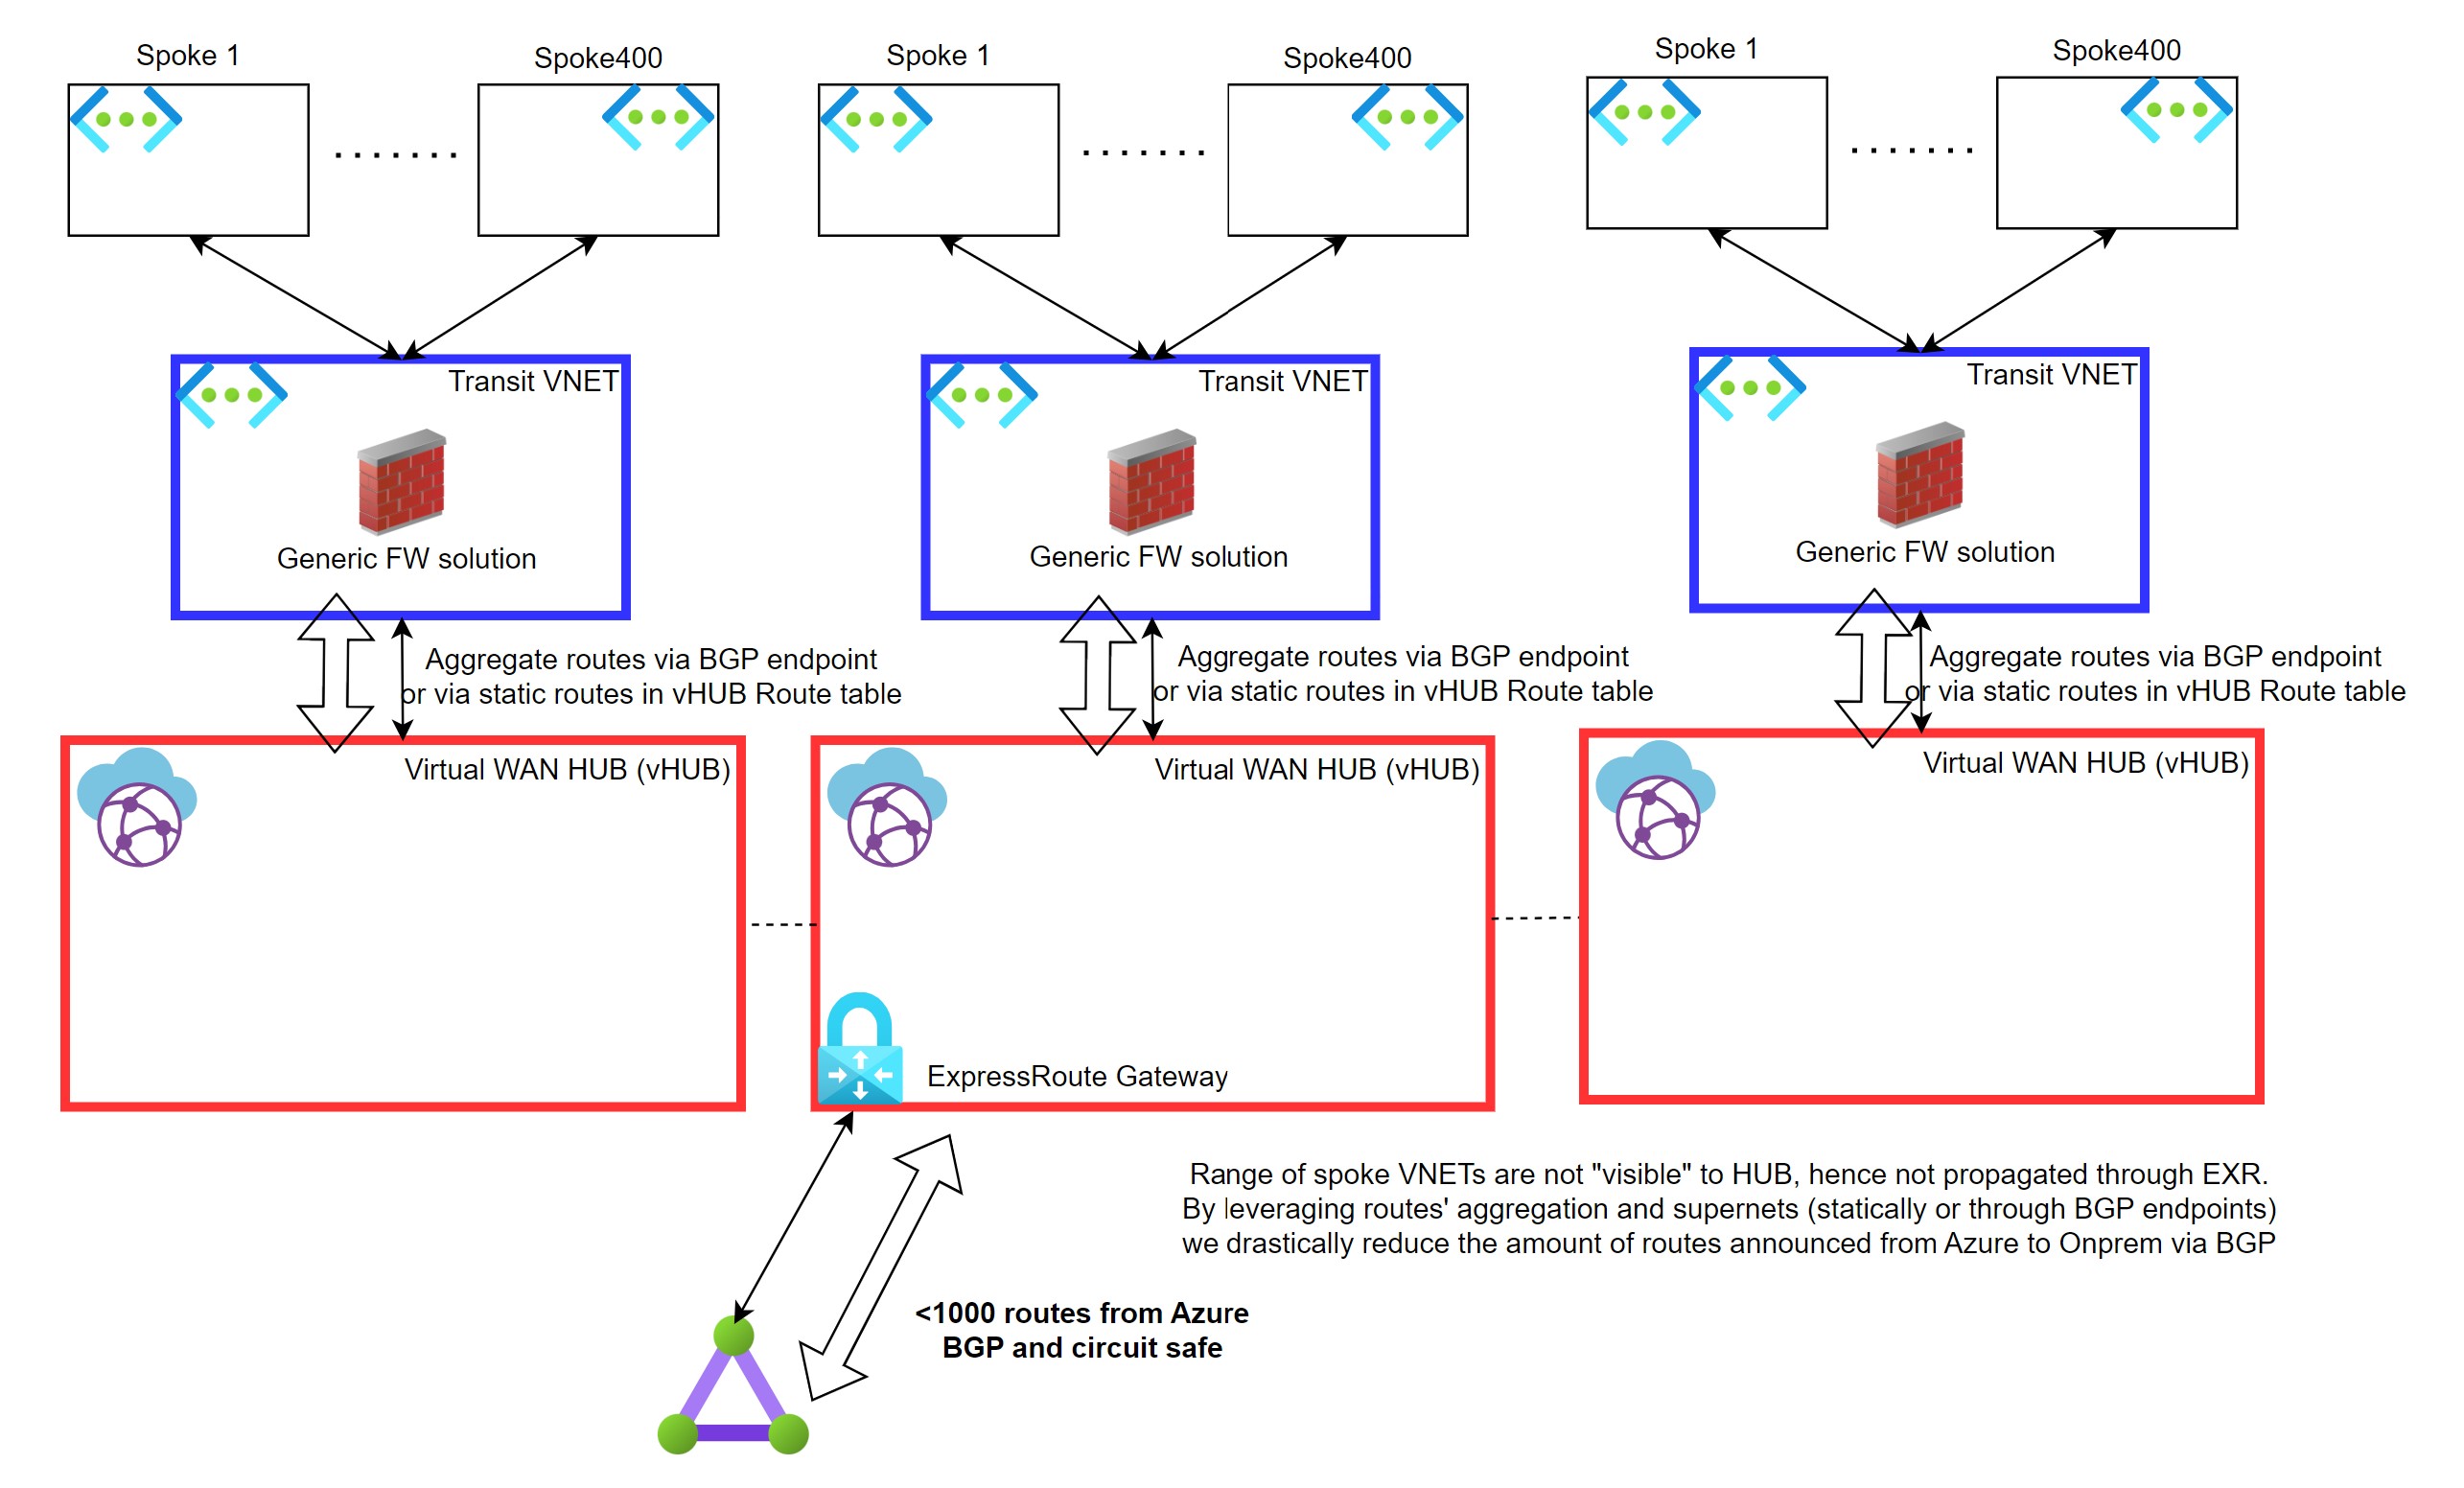 Spoke 1
Spoke400
Spoke 1
Spoke400
Spoke 1
Spoke400
Transit VNET
Generic FW solution
Transit VNET
Generic FW solution
Transit VNET
Generic FW solution
Aggregate routes via BGP endpoint
or via static routes in vHUB Route table
Aggregate routes via BGP endpoint
or via static routes in vHUB Route table
Aggregate routes via BGP endpoint
or via static routes in vHUB Route table
Virtual WAN HUB (vHUB)
Virtual WAN HUB (vHUB)
Virtual WAN HUB (vHUB)
ExpressRoute Gateway
Range of spoke VNETs are not "visible" to HUB, hence not propagated through EXR.
By leveraging routes' aggregation and supernets (statically or through BGP endpoints)
we drastically reduce the amount of routes announced from Azure to Onprem via BGP
<1000 routes from Azure
BGP and circuit safe